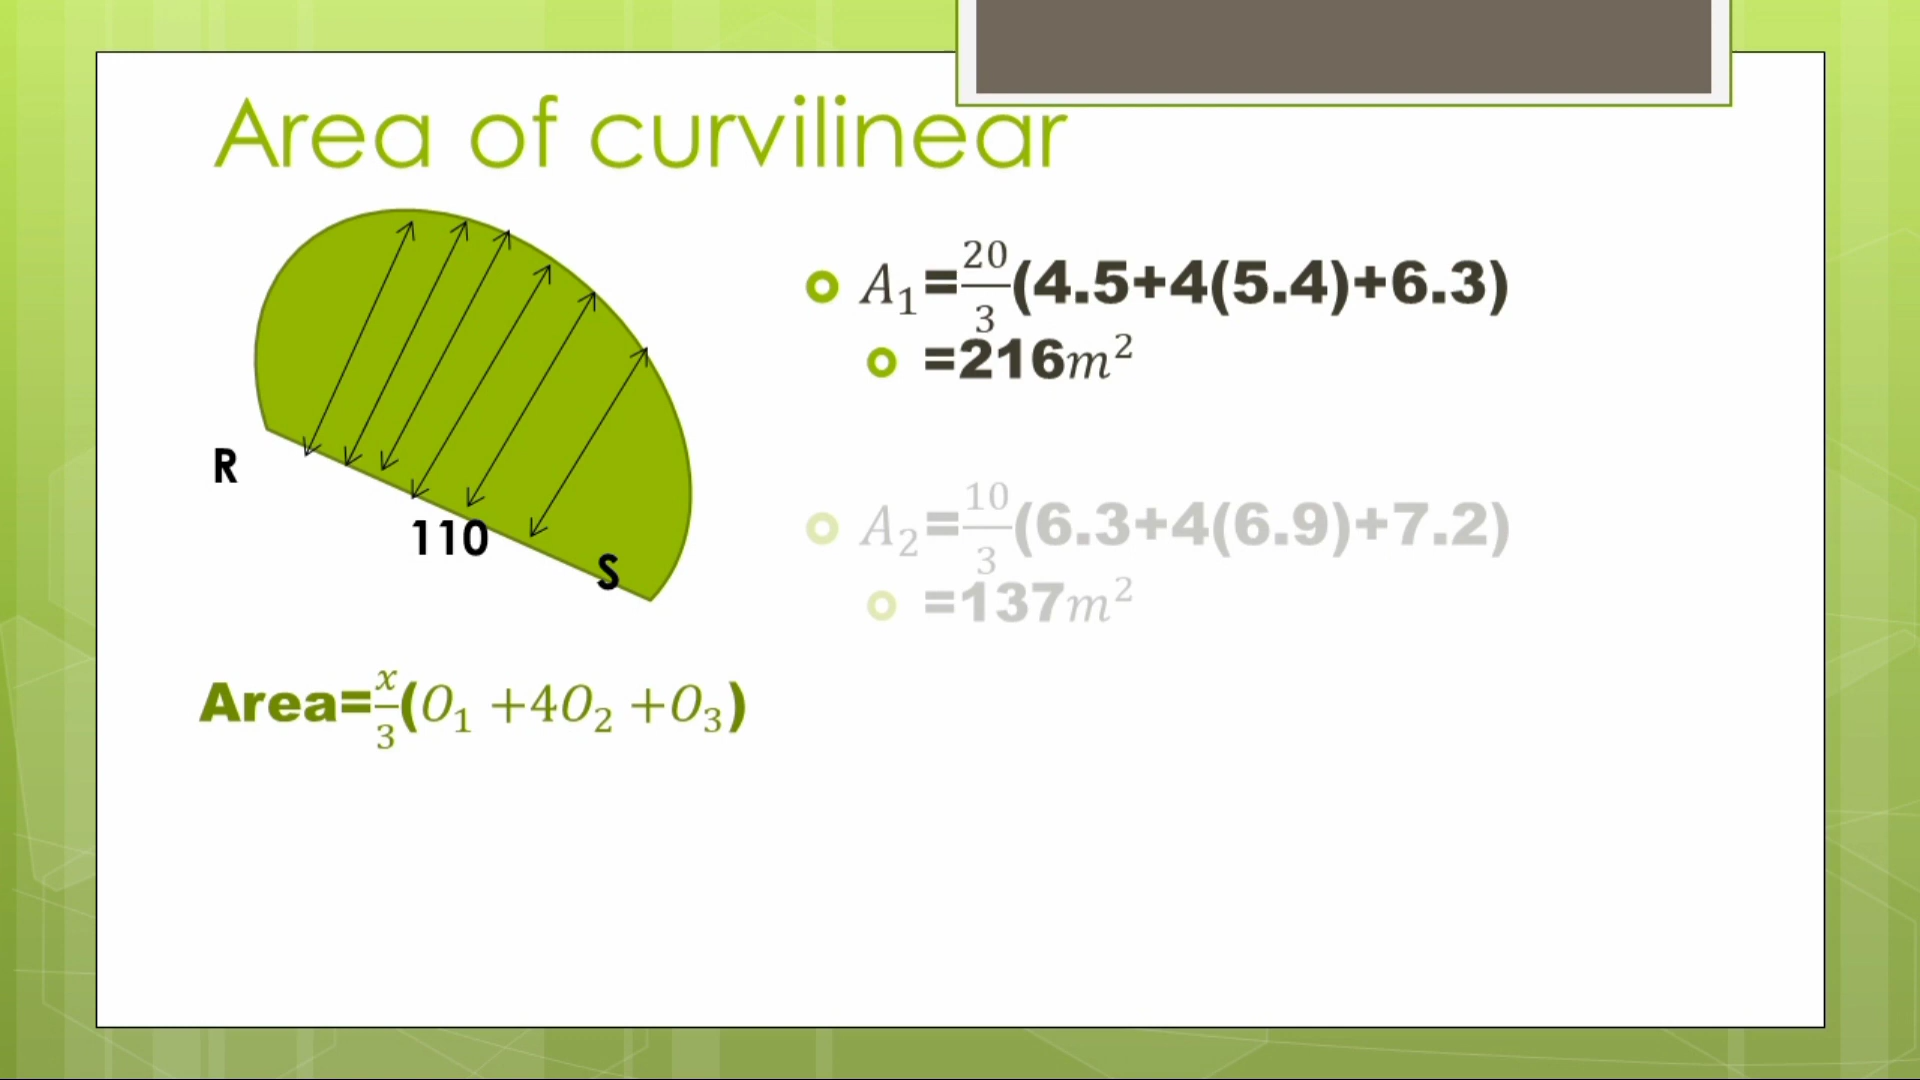 Area of curvilinear
R
110
S
Area=x/3(O₁ +4O₂ +O₃)
A₁=20/3(4.5+4(5.4)+6.3)
=216m²
A₂=10/3(6.3+4(6.9)+7.2)
=137m²